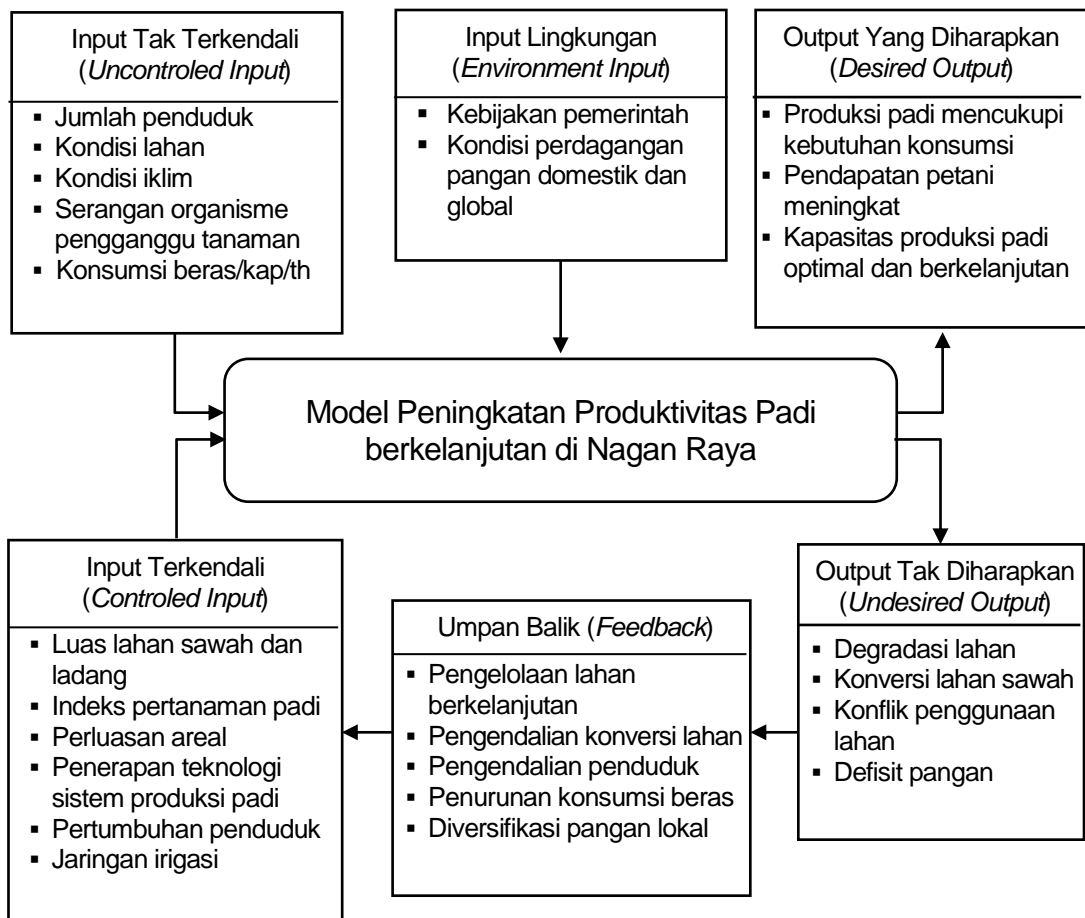 Input Tak Terkendali
(Uncontroled Input)
▪ Jumlah penduduk
▪ Kondisi lahan
▪ Kondisi iklim
▪ Serangan organisme
pengganggu tanaman
▪ Konsumsi beras/kap/th
Input Lingkungan
(Environment Input)
▪ Kebijakan pemerintah
▪ Kondisi perdagangan
pangan domestik dan
global
Output Yang Diharapkan
(Desired Output)
▪ Produksi padi mencukupi
kebutuhan konsumsi
▪ Pendapatan petani
meningkat
▪ Kapasitas produksi padi
optimal dan berkelanjutan
Model Peningkatan Produktivitas Padi
berkelanjutan di Nagan Raya
Input Terkendali
(Controled Input)
▪ Luas lahan sawah dan
ladang
▪ Indeks pertanaman padi
▪ Perluasan areal
▪ Penerapan teknologi
sistem produksi padi
▪ Pertumbuhan penduduk
▪ Jaringan irigasi
Umpan Balik (Feedback)
▪ Pengelolaan lahan
berkelanjutan
▪ Pengendalian konversi lahan
▪ Pengendalian penduduk
▪ Penurunan konsumsi beras
▪ Diversifikasi pangan lokal
Output Tak Diharapkan
(Undesired Output)
▪ Degradasi lahan
▪ Konversi lahan sawah
▪ Konflik penggunaan
lahan
▪ Defisit pangan